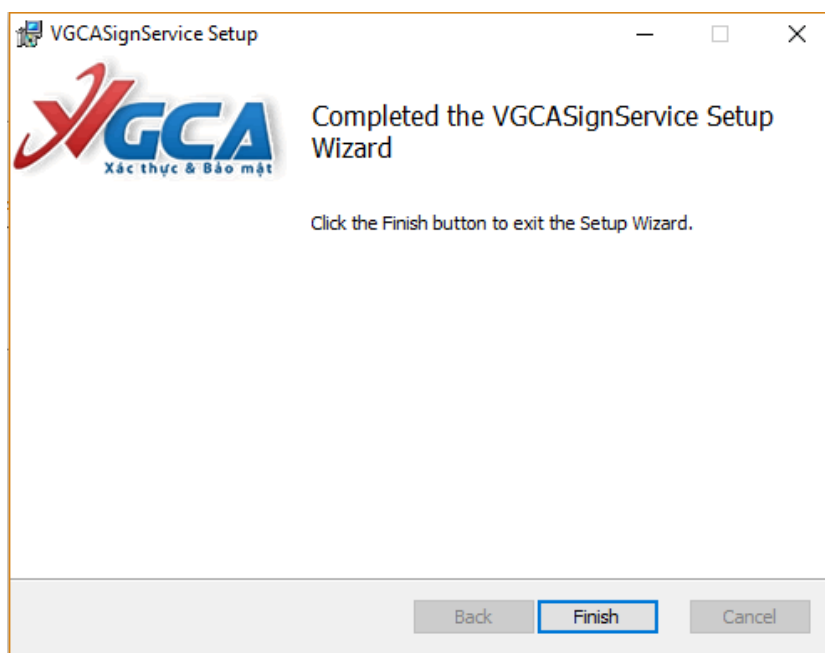 VGCASignService Setup
VGCA
Xác thực & Bảo mật
Completed the VGCASignService Setup
Wizard
Click the Finish button to exit the Setup Wizard.
Back
Finish
Cancel